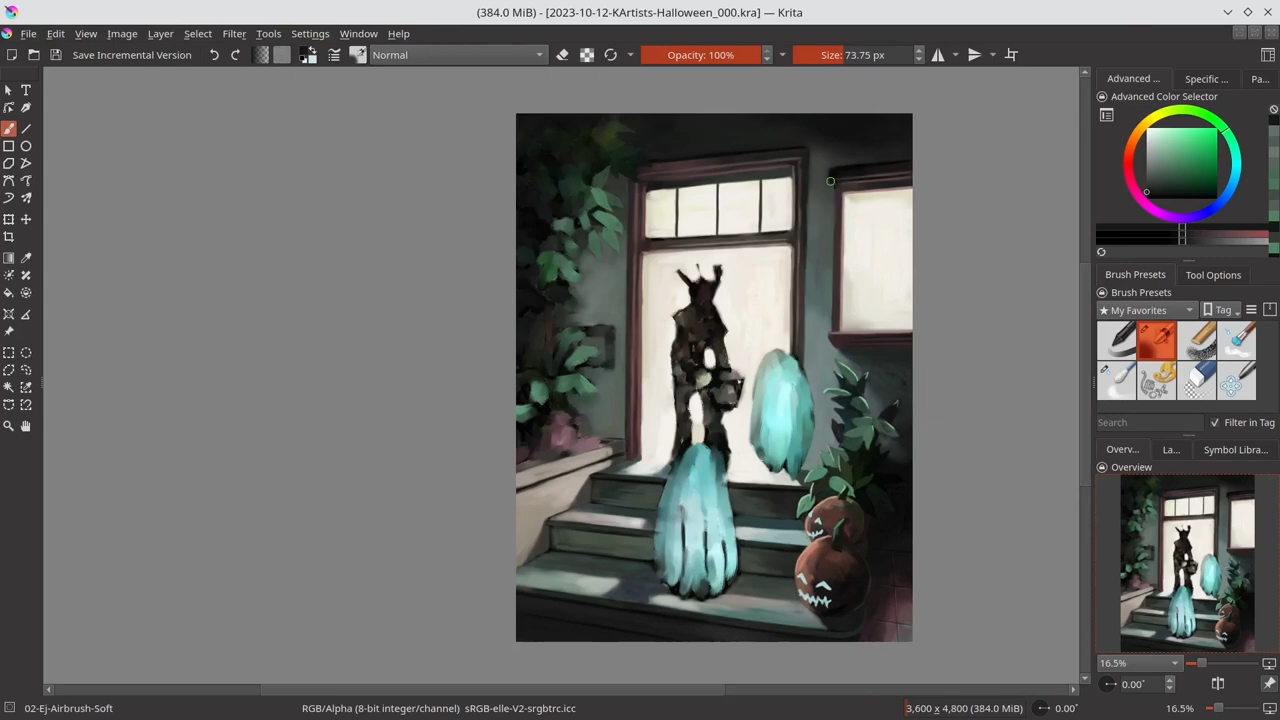 (384.0 MiB) - [2023-10-12-KArtists-Halloween_000.kra] — Krita
File Edit View Image Layer Select Filter Tools Settings Window Help
Save Incremental Version Normal Opacity: 100% Size: 73.75 px
Advanced ... Specific ... Pa...
Advanced Color Selector
Brush Presets Tool Options
Brush Presets
★ My Favorites Tag
Search Filter in Tag
Overv... La... Symbol Libra...
Overview
16.5%
0.00°
02-Ej-Airbrush-Soft RGB/Alpha (8-bit integer/channel) sRGB-elle-V2-srgbtrc.icc 3,600 x 4,800 (384.0 MiB) 0.00° 16.5%